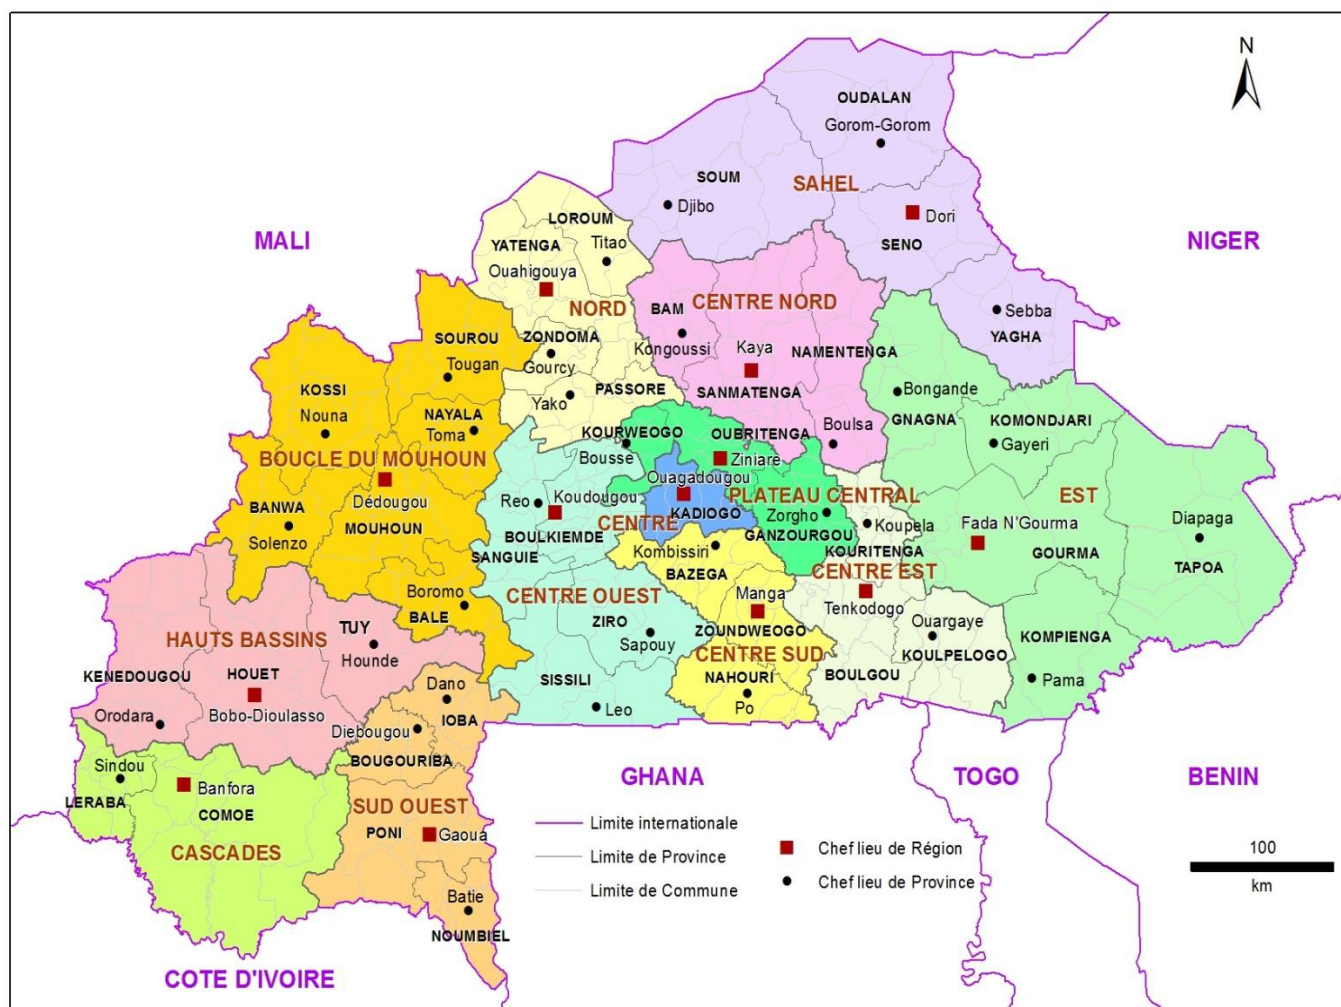 N
OUDALAN
Gorom-Gorom
SOUM
SAHEL
Djibo
Dori
LOROUM
MALI
YATENGA
Titao
SENO
NIGER
Ouahigouya
NORD
BAM
CENTRE NORD
Sebba
YAGHA
SOUROU
ZONDOMA
Kongoussi
Kaya
NAMENTENGA
Tougan
Gourcy
KOSSI
PASSORE
SANMATENGA
Bongande
Nouna
NAYALA
Yako
GNAGNA
KOMONDJARI
Toma
KOURWEOGO
OUBRITENGA
Boulsa
Gayeri
BOUCLE DU MOUHOUN
Bousse
Ziniare
Ouagadougou
Dédougou
Reo
Koudougou
PLATEAU CENTRAL
EST
BANWA
CENTRE
KADIOGO
Zorgho
Koupela
Fada N'Gourma
Diapaga
Solenzo
MOUHOUN
BOULKIEMDE
GANZOURGOU
SANGUIE
Kombissiri
KOURITENGA
GOURMA
TAPOA
BAZEGA
CENTRE EST
Boromo
CENTRE OUEST
Manga
Tenkodogo
BALE
ZIRO
ZOUNDWEOGO
Ouargaye
KOMPIENGA
HAUTS BASSINS
TUY
Sapouy
CENTRE SUD
KOULPELOGO
Hounde
KENEDOUGOU
HOUET
SISSILI
NAHOURI
BOULGOU
Pama
Dano
Po
Orodara
Bobo-Dioulasso
IOBA
Leo
Diebougou
Sindou
BOUGOURIBA
GHANA
TOGO
BENIN
Banfora
LERABA
COMOE
SUD OUEST
PONI
Gaoua
CASCADES
Batie
NOUMBIEL
COTE D'IVOIRE
Limite internationale
Limite de Province
Limite de Commune
Chef lieu de Région
Chef lieu de Province
100
km